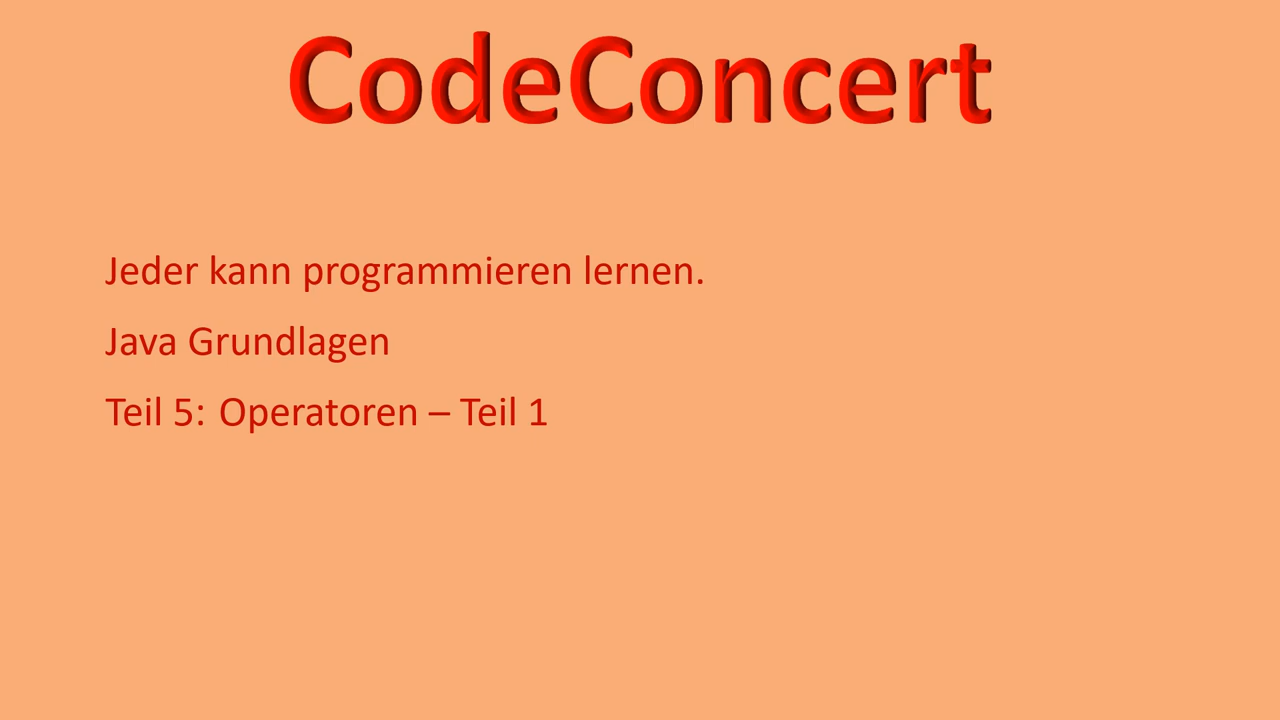 CodeConcert
Jeder kann programmieren lernen.
Java Grundlagen
Teil 5: Operatoren – Teil 1